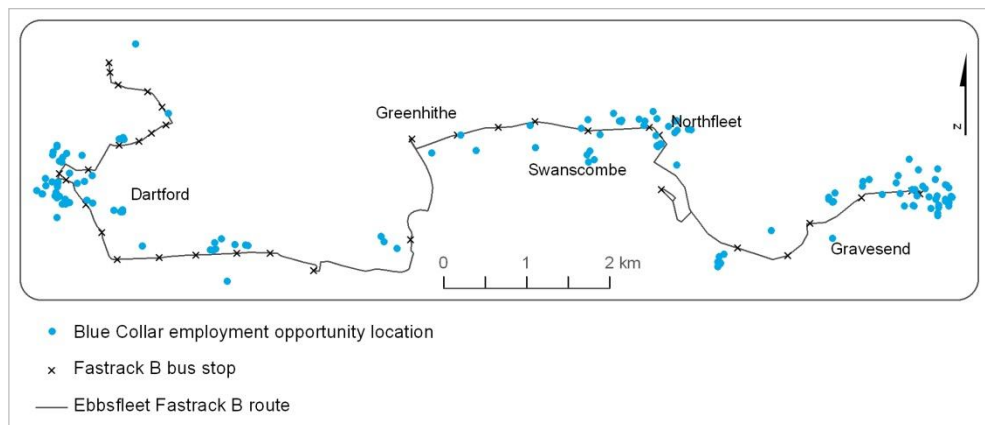 Greenhithe
Northfleet
Swanscombe
Dartford
Gravesend
0 1 2 km
N
Blue Collar employment opportunity location
Fastrack B bus stop
Ebbsfleet Fastrack B route